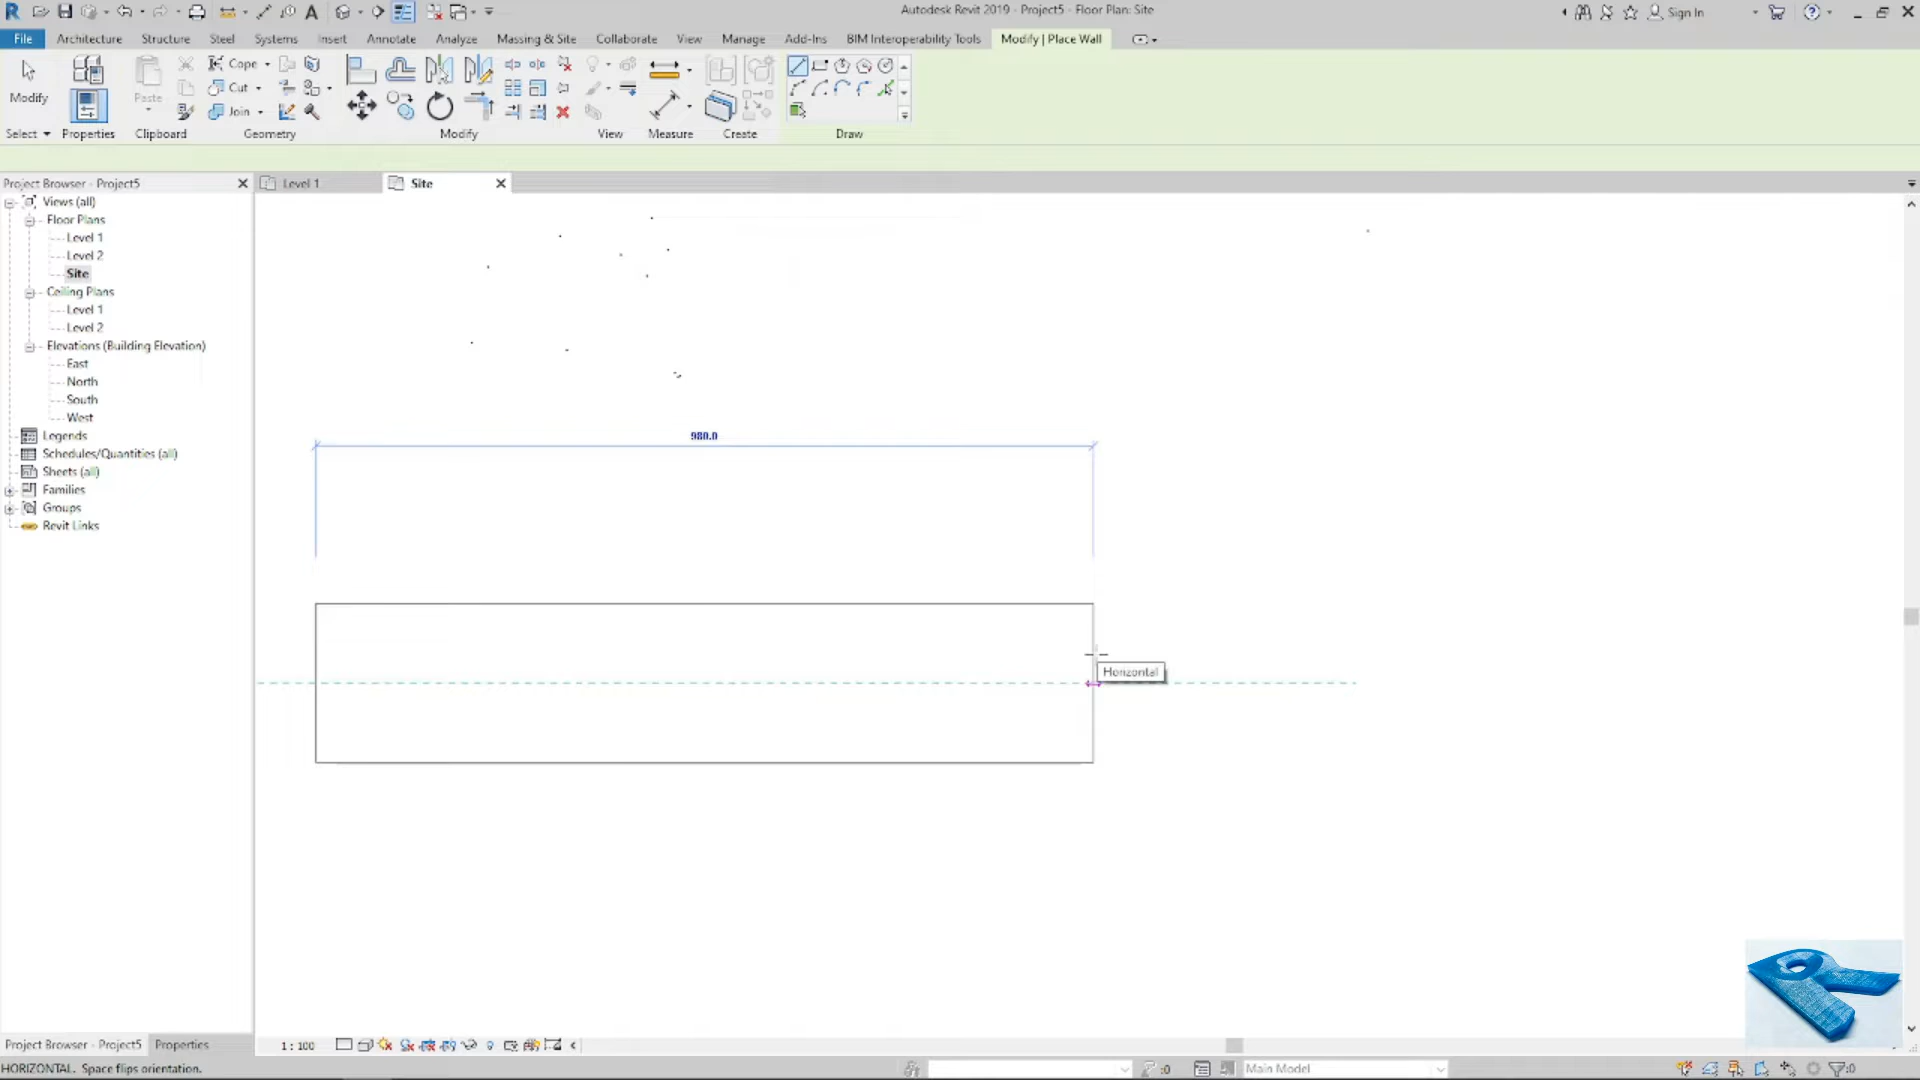 Autodesk Revit 2019 - Project5 - Floor Plan: Site
Sign In
File Architecture Structure Steel Systems Insert Annotate Analyze Massing & Site Collaborate View Manage Add-Ins BIM Interoperability Tools Modify | Place Wall
Modify
Paste
Cope
Cut
Join
Select Properties Clipboard Geometry Modify View Measure Create Draw
Project Browser - Project5
Level 1
Site
Views (all)
Floor Plans
Level 1
Level 2
Site
Ceiling Plans
Level 1
Level 2
Elevations (Building Elevation)
East
North
South
West
Legends
Schedules/Quantities (all)
Sheets (all)
Families
Groups
Revit Links
980.0
Horizontal
Project Browser - Project5 Properties
1 : 100
HORIZONTAL. Space flips orientation.
:0
Main Model
:0